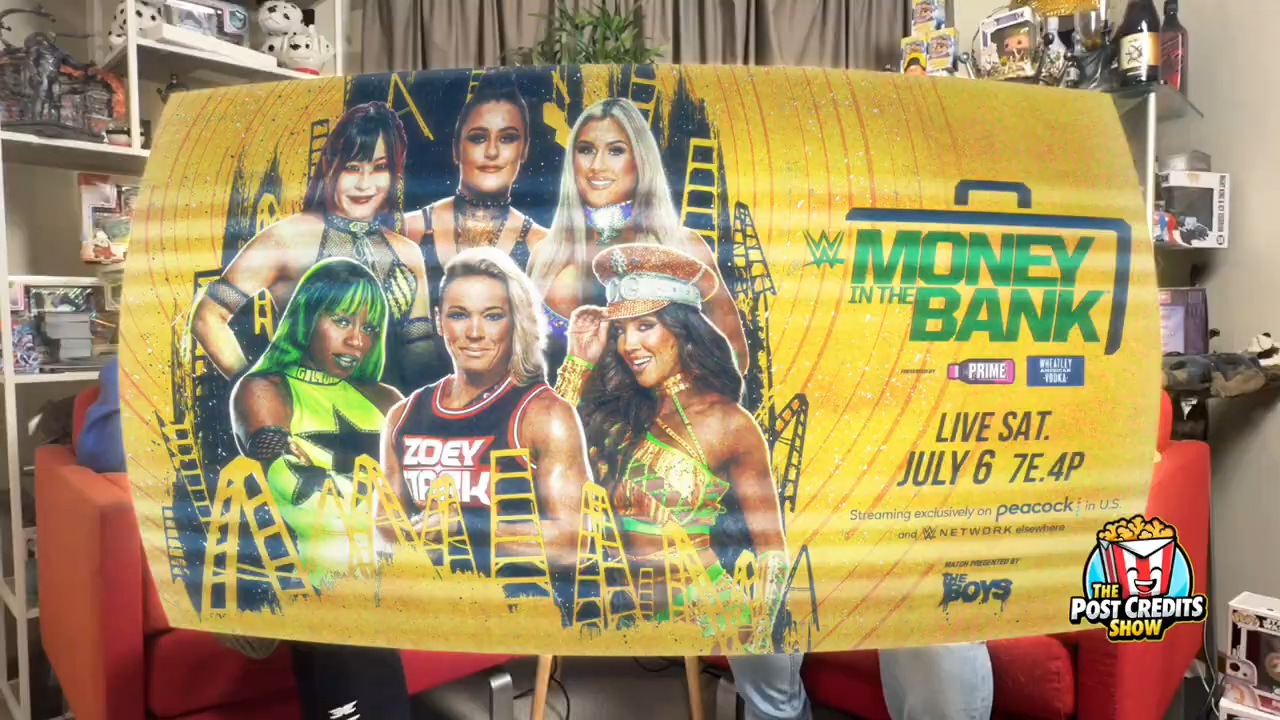 W
MONEY
IN THE
BANK
PRESENTED BY
PRIME
WHEATLEY
AMERICAN
VODKA
LIVE SAT.
JULY 6 7E.4P
Streaming exclusively on peacock in U.S.
and W NETWORK elsewhere
MATCH PRESENTED BY
THE BOYS
ZOEY
STARK
THE
POST CREDITS
SHOW